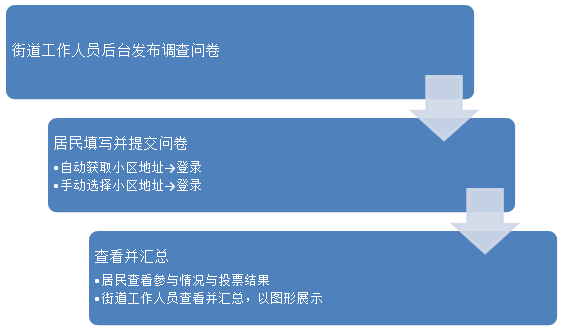 街道工作人员后台发布调查问卷
居民填写并提交问卷
•自动获取小区地址→登录
•手动选择小区地址→登录
查看并汇总
•居民查看参与情况与投票结果
•街道工作人员查看并汇总，以图形展示